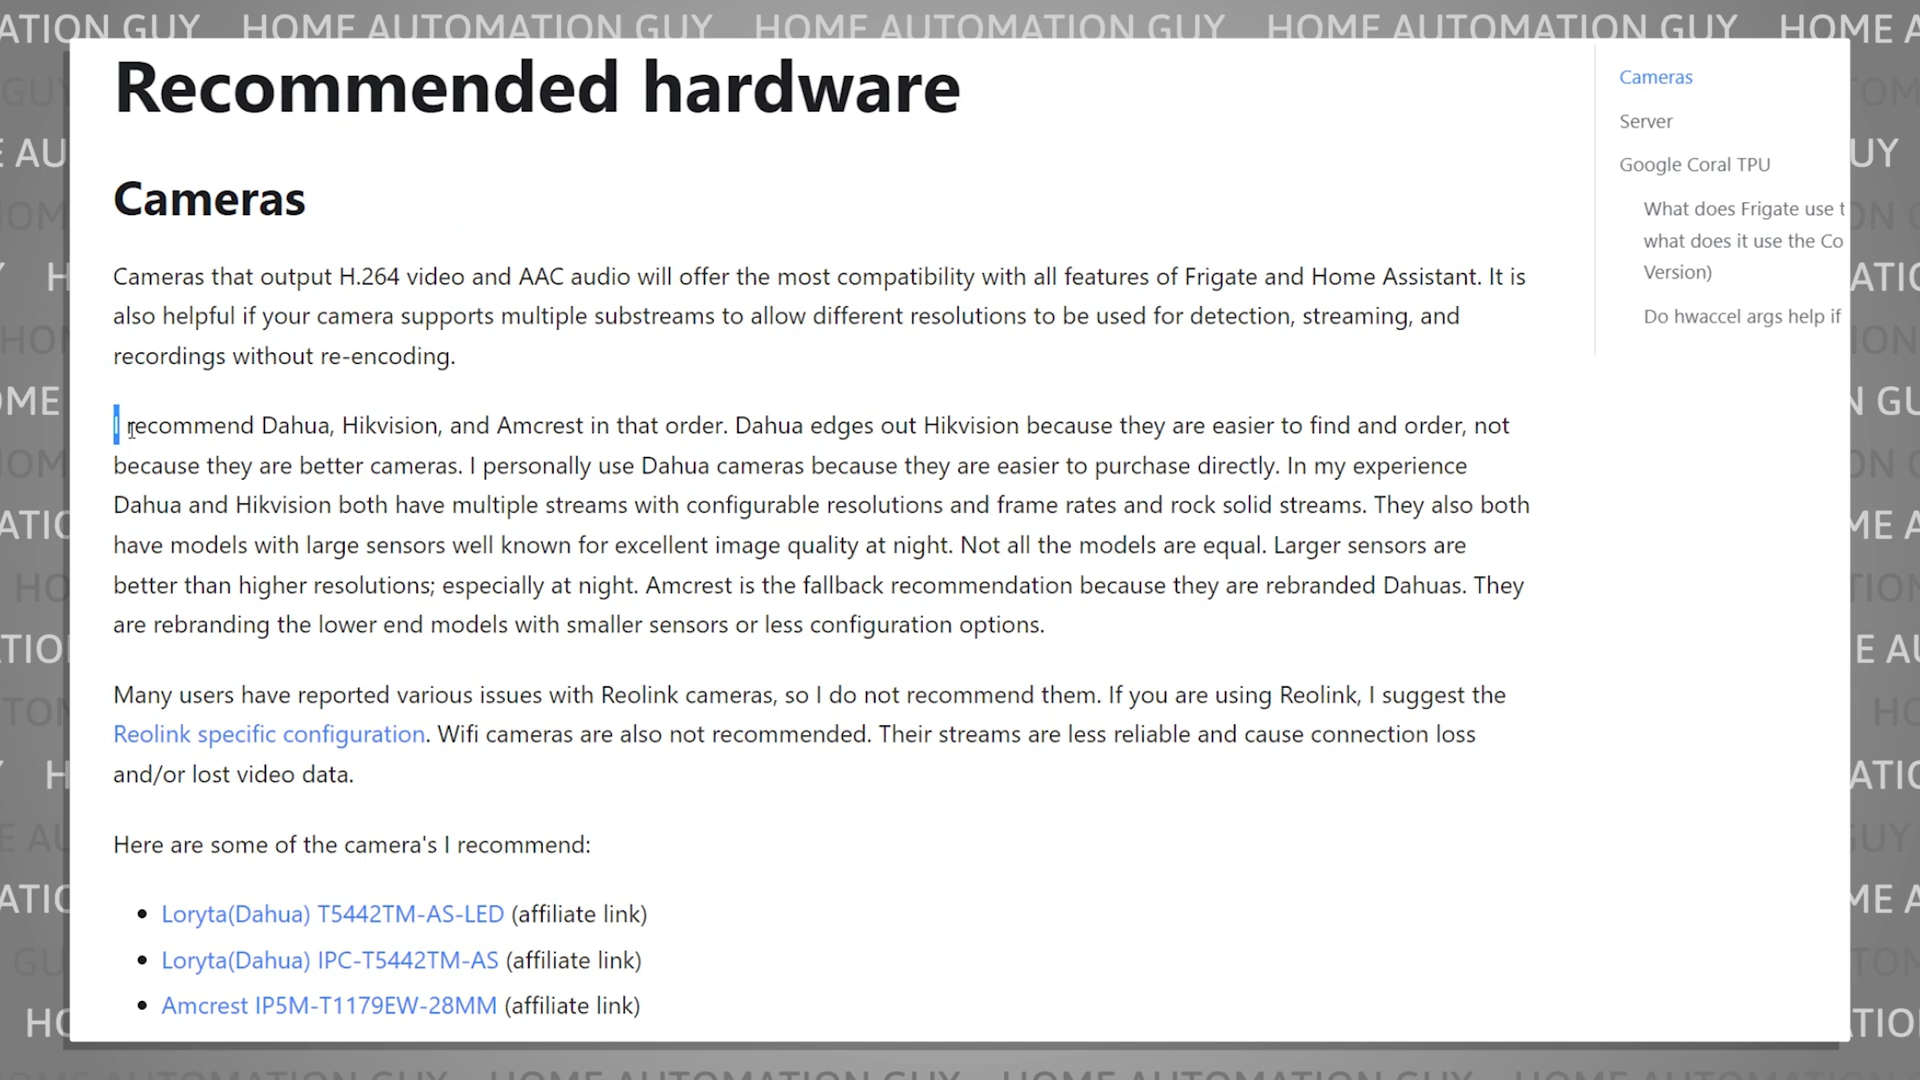 ATION GUY HOME AUTOMATION GUY HOME AUTOMATION GUY HOME AUTOMATION GUY HOME A
Recommended hardware
Cameras
Cameras that output H.264 video and AAC audio will offer the most compatibility with all features of Frigate and Home Assistant. It is
also helpful if your camera supports multiple substreams to allow different resolutions to be used for detection, streaming, and
recordings without re-encoding.
I recommend Dahua, Hikvision, and Amcrest in that order. Dahua edges out Hikvision because they are easier to find and order, not
because they are better cameras. I personally use Dahua cameras because they are easier to purchase directly. In my experience
Dahua and Hikvision both have multiple streams with configurable resolutions and frame rates and rock solid streams. They also both
have models with large sensors well known for excellent image quality at night. Not all the models are equal. Larger sensors are
better than higher resolutions; especially at night. Amcrest is the fallback recommendation because they are rebranded Dahuas. They
are rebranding the lower end models with smaller sensors or less configuration options.
Many users have reported various issues with Reolink cameras, so I do not recommend them. If you are using Reolink, I suggest the
Reolink specific configuration. Wifi cameras are also not recommended. Their streams are less reliable and cause connection loss
and/or lost video data.
Here are some of the camera's I recommend:
• Loryta(Dahua) T5442TM-AS-LED (affiliate link)
• Loryta(Dahua) IPC-T5442TM-AS (affiliate link)
• Amcrest IP5M-T1179EW-28MM (affiliate link)
Cameras
Server
Google Coral TPU
What does Frigate use t
what does it use the Co
Version)
Do hwaccel args help if